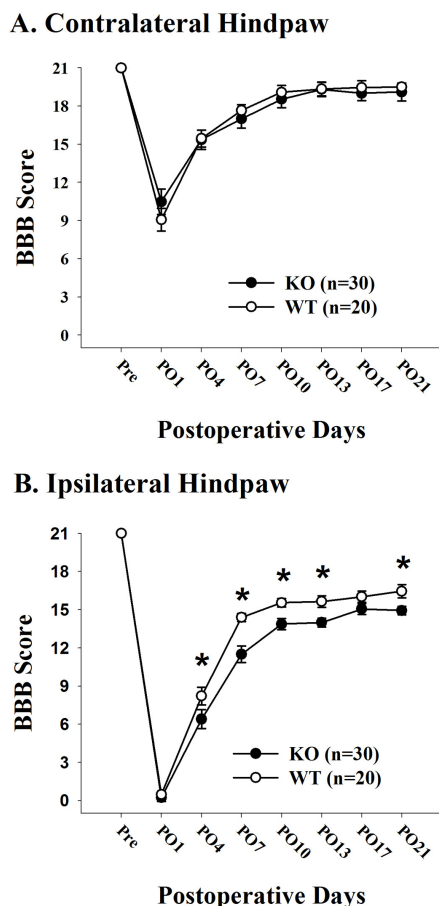 A. Contralateral Hindpaw
21
18
15
12
9
6
3
0
BBB Score
KO (n=30)
WT (n=20)
Pre
PO1
PO4
PO7
PO10
PO13
PO17
PO21
Postoperative Days
B. Ipsilateral Hindpaw
21
18
15
12
9
6
3
0
BBB Score
*
*
*
*
*
KO (n=30)
WT (n=20)
Pre
PO1
PO4
PO7
PO10
PO13
PO17
PO21
Postoperative Days